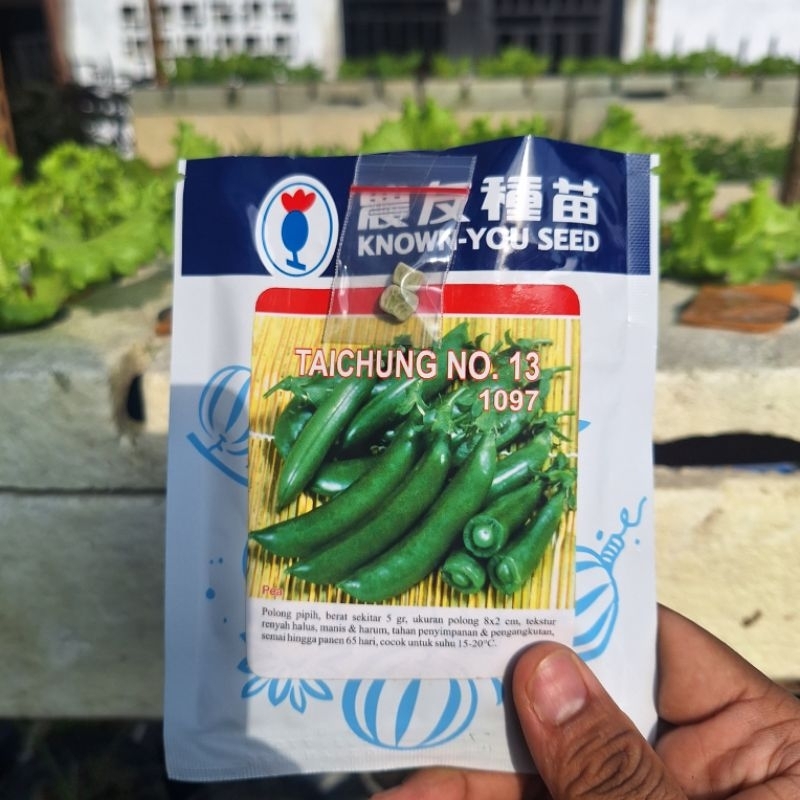 農友種苗
KNOWN-YOU SEED
TAICHUNG NO. 13
1097
Pea
Polong pipih, berat sekitar 5 gr, ukuran polong 8x2 cm, tekstur
renyah halus, manis & harum, tahan penyimpanan & pengangkutan,
semai hingga panen 65 hari, cocok untuk suhu 15-20°C.